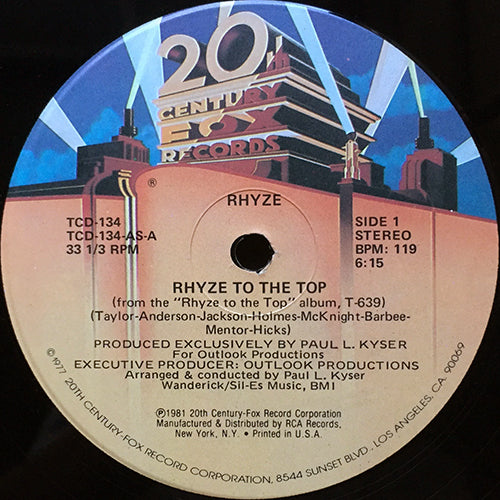 20th
CENTURY
FOX
RECORDS
®
RHYZE
TCD-134
TCD-134-AS-A
33 1/3 RPM
SIDE 1
STEREO
BPM: 119
6:15
RHYZE TO THE TOP
(from the "Rhyze to the Top" album, T-639)
(Taylor-Anderson-Jackson-Holmes-McKnight-Barbee-
Mentor-Hicks)
PRODUCED EXCLUSIVELY BY PAUL L. KYSER
For Outlook Productions
EXECUTIVE PRODUCER: OUTLOOK PRODUCTIONS
Arranged & conducted by Paul L. Kyser
Wanderick/Sil-Es Music, BMI
℗1981 20th Century-Fox Record Corporation
Manufactured & Distributed by RCA Records,
New York, N.Y. • Printed in U.S.A.
©1977 20TH CENTURY-FOX RECORD CORPORATION, 8544 SUNSET BLVD., LOS ANGELES, CA. 90069